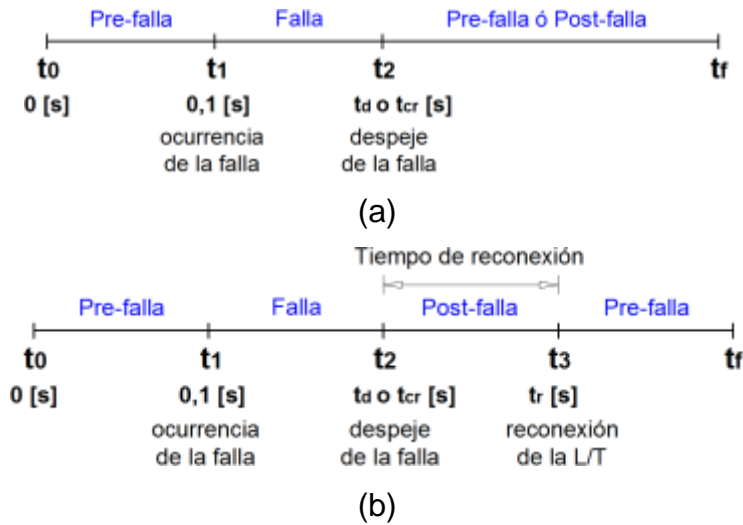 Pre-falla Falla Pre-falla ó Post-falla
t0 t1 t2 tf
0 [s] 0,1 [s] td o tcr [s]
ocurrencia despeje
de la falla de la falla
(a)
Tiempo de reconexión
Pre-falla Falla Post-falla Pre-falla
t0 t1 t2 t3 tf
0 [s] 0,1 [s] td o tcr [s] tr [s]
ocurrencia despeje reconexión
de la falla de la falla de la L/T
(b)